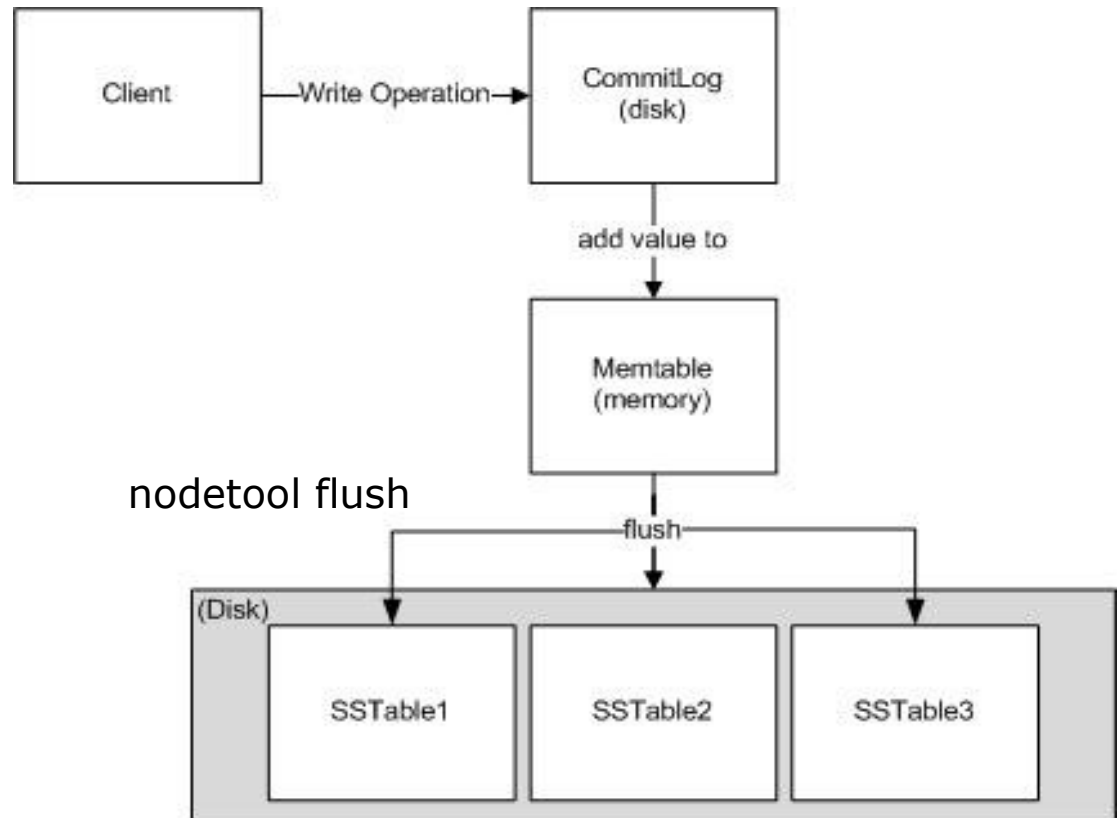 Client
Write Operation
CommitLog
(disk)
add value to
Memtable
(memory)
nodetool flush
flush
(Disk)
SSTable1
SSTable2
SSTable3